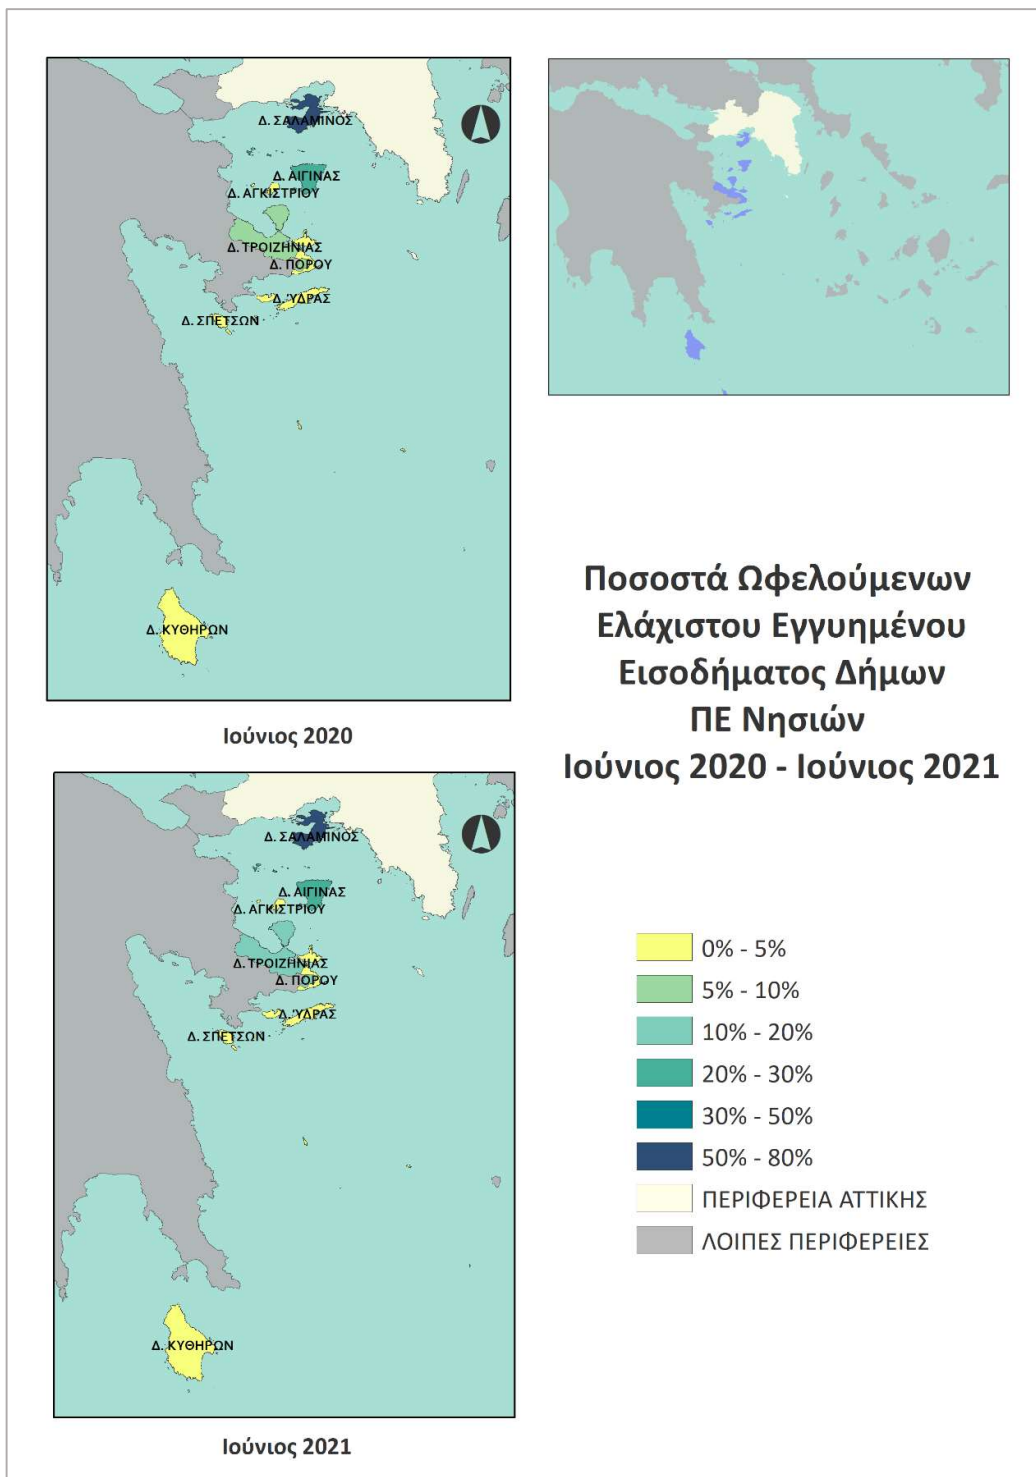 Δ. ΣΑΛΑΜΙΝΟΣ
Δ. ΑΙΓΙΝΑΣ
Δ. ΑΓΚΙΣΤΡΙΟΥ
Δ. ΤΡΟΙΖΗΝΙΑΣ
Δ. ΠΟΡΟΥ
Δ. ΎΔΡΑΣ
Δ. ΣΠΕΤΣΩΝ
Δ. ΚΥΘΗΡΩΝ
Ιούνιος 2020
Δ. ΣΑΛΑΜΙΝΟΣ
Δ. ΑΙΓΙΝΑΣ
Δ. ΑΓΚΙΣΤΡΙΟΥ
Δ. ΤΡΟΙΖΗΝΙΑΣ
Δ. ΠΟΡΟΥ
Δ. ΎΔΡΑΣ
Δ. ΣΠΕΤΣΩΝ
Δ. ΚΥΘΗΡΩΝ
Ιούνιος 2021
Ποσοστά Ωφελούμενων
Ελάχιστου Εγγυημένου
Εισοδήματος Δήμων
ΠΕ Νησιών
Ιούνιος 2020 - Ιούνιος 2021
0% - 5%
5% - 10%
10% - 20%
20% - 30%
30% - 50%
50% - 80%
ΠΕΡΙΦΕΡΕΙΑ ΑΤΤΙΚΗΣ
ΛΟΙΠΕΣ ΠΕΡΙΦΕΡΕΙΕΣ